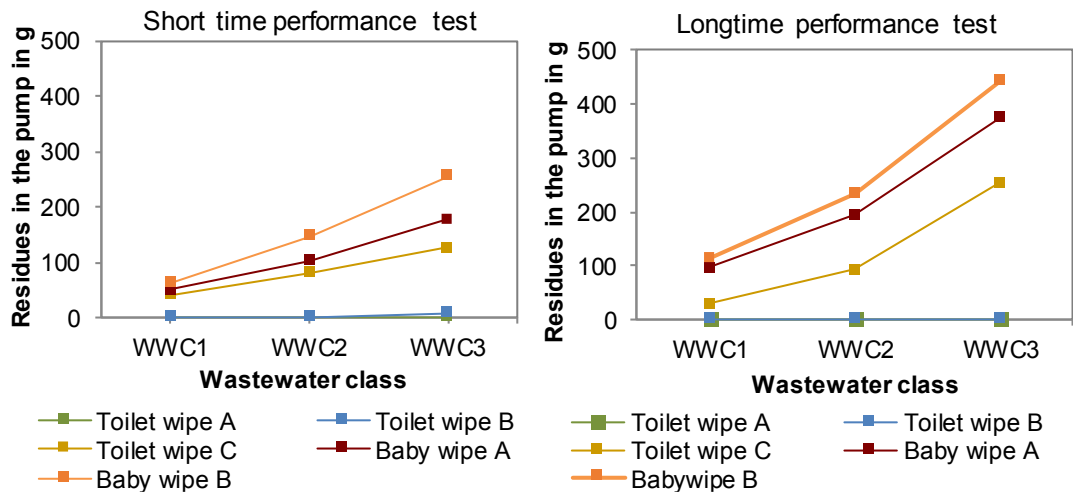 Short time performance test
Residues in the pump in g
500
400
300
200
100
0
WWC1 WWC2 WWC3
Wastewater class
Toilet wipe A Toilet wipe B
Toilet wipe C Baby wipe A
Baby wipe B
Longtime performance test
Residues in the pump in g
500
400
300
200
100
0
WWC1 WWC2 WWC3
Wastewater class
Toilet wipe A Toilet wipe B
Toilet wipe C Baby wipe A
Babywipe B